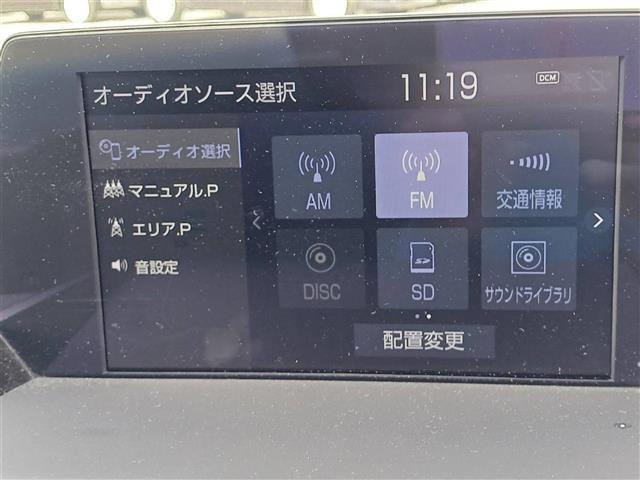 オーディオソース選択
11:19
DCM
オーディオ選択
マニュアル.P
エリア.P
音設定
AM
FM
交通情報
DISC
SD
サウンドライブラリ
配置変更